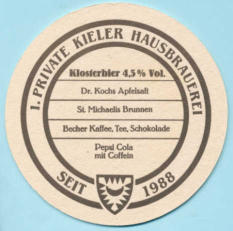 1. PRIVATE KIELER HAUSBRAUEREI
Klosterbier 4,5% Vol.
Dr. Kochs Apfelsaft
St. Michaelis Brunnen
Becher Kaffee, Tee, Schokolade
Pepsi Cola
mit Coffein
SEIT 1988